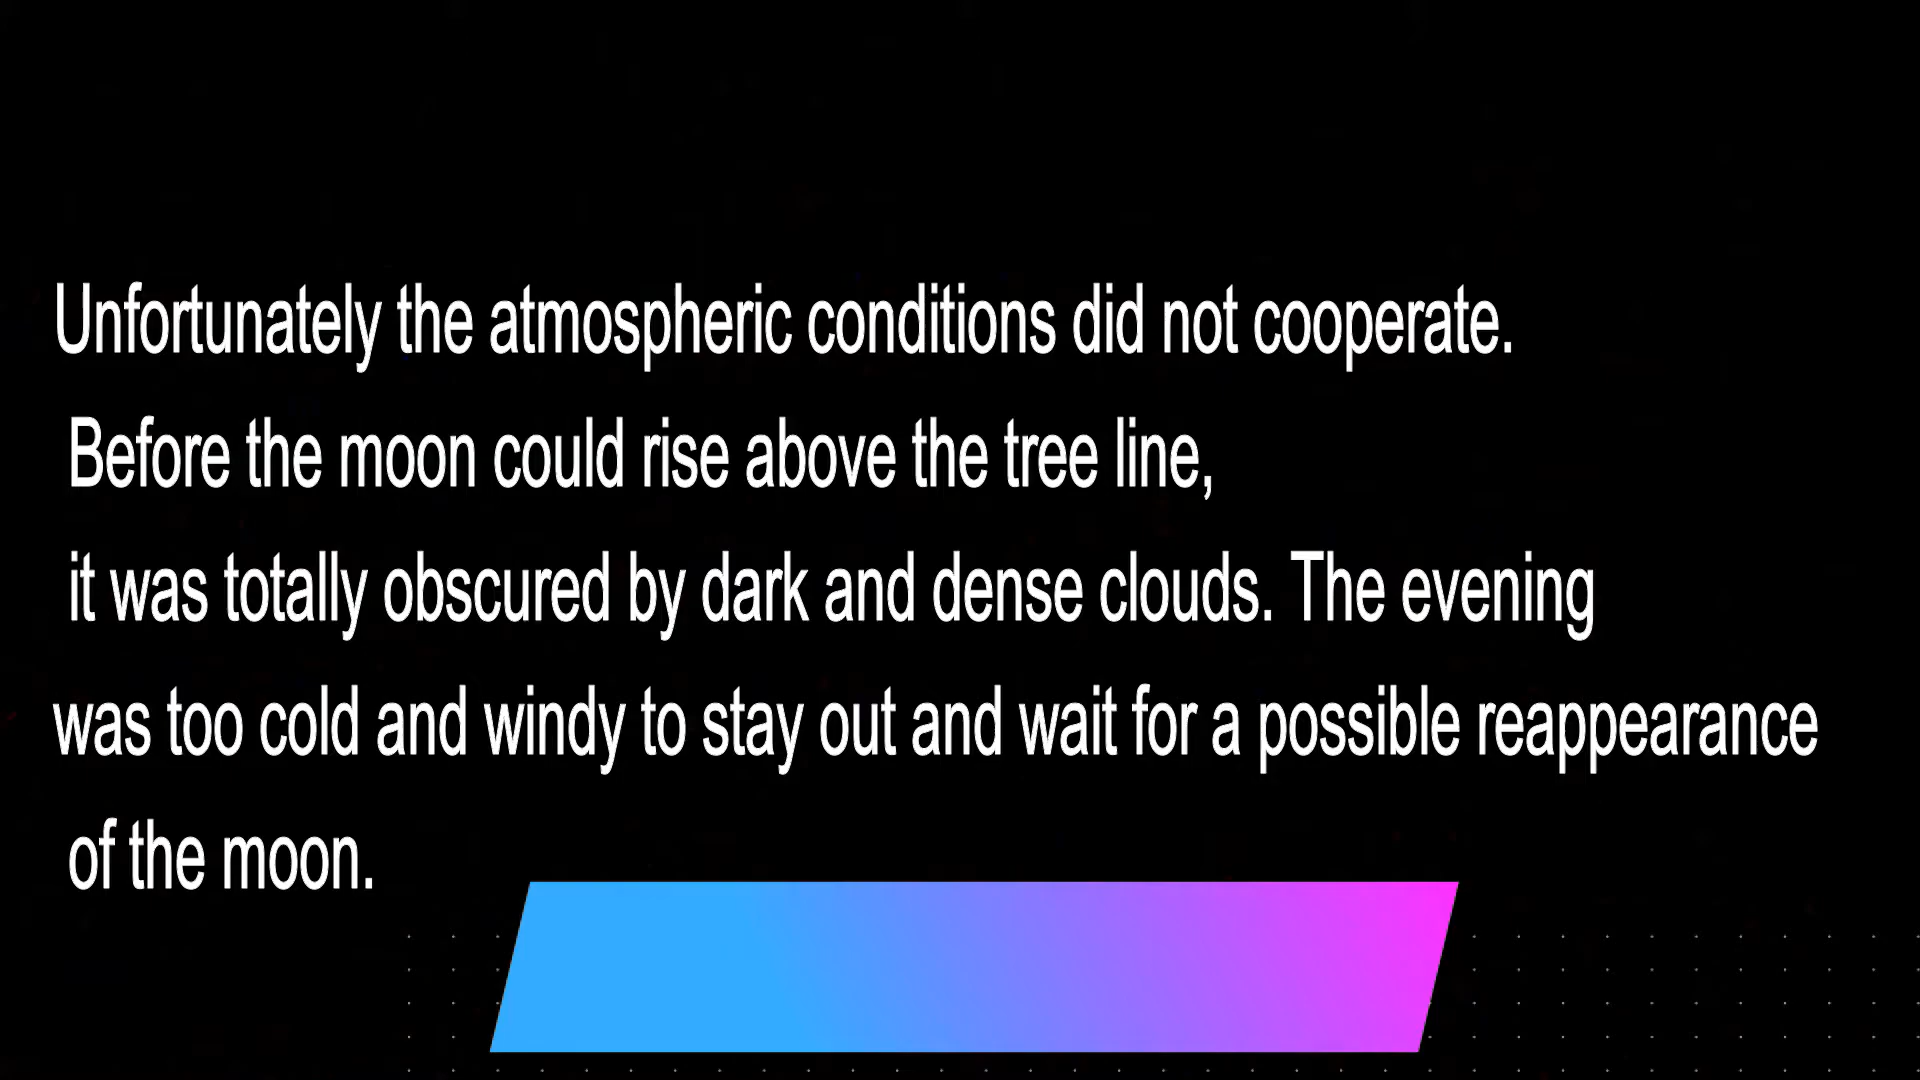 Unfortunately the atmospheric conditions did not cooperate.
Before the moon could rise above the tree line,
it was totally obscured by dark and dense clouds. The evening
was too cold and windy to stay out and wait for a possible reappearance
of the moon.